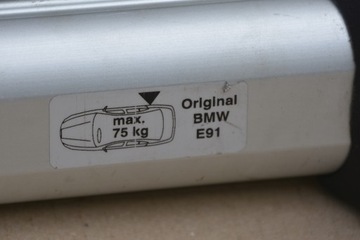 max.
75 kg
Original
BMW
E91